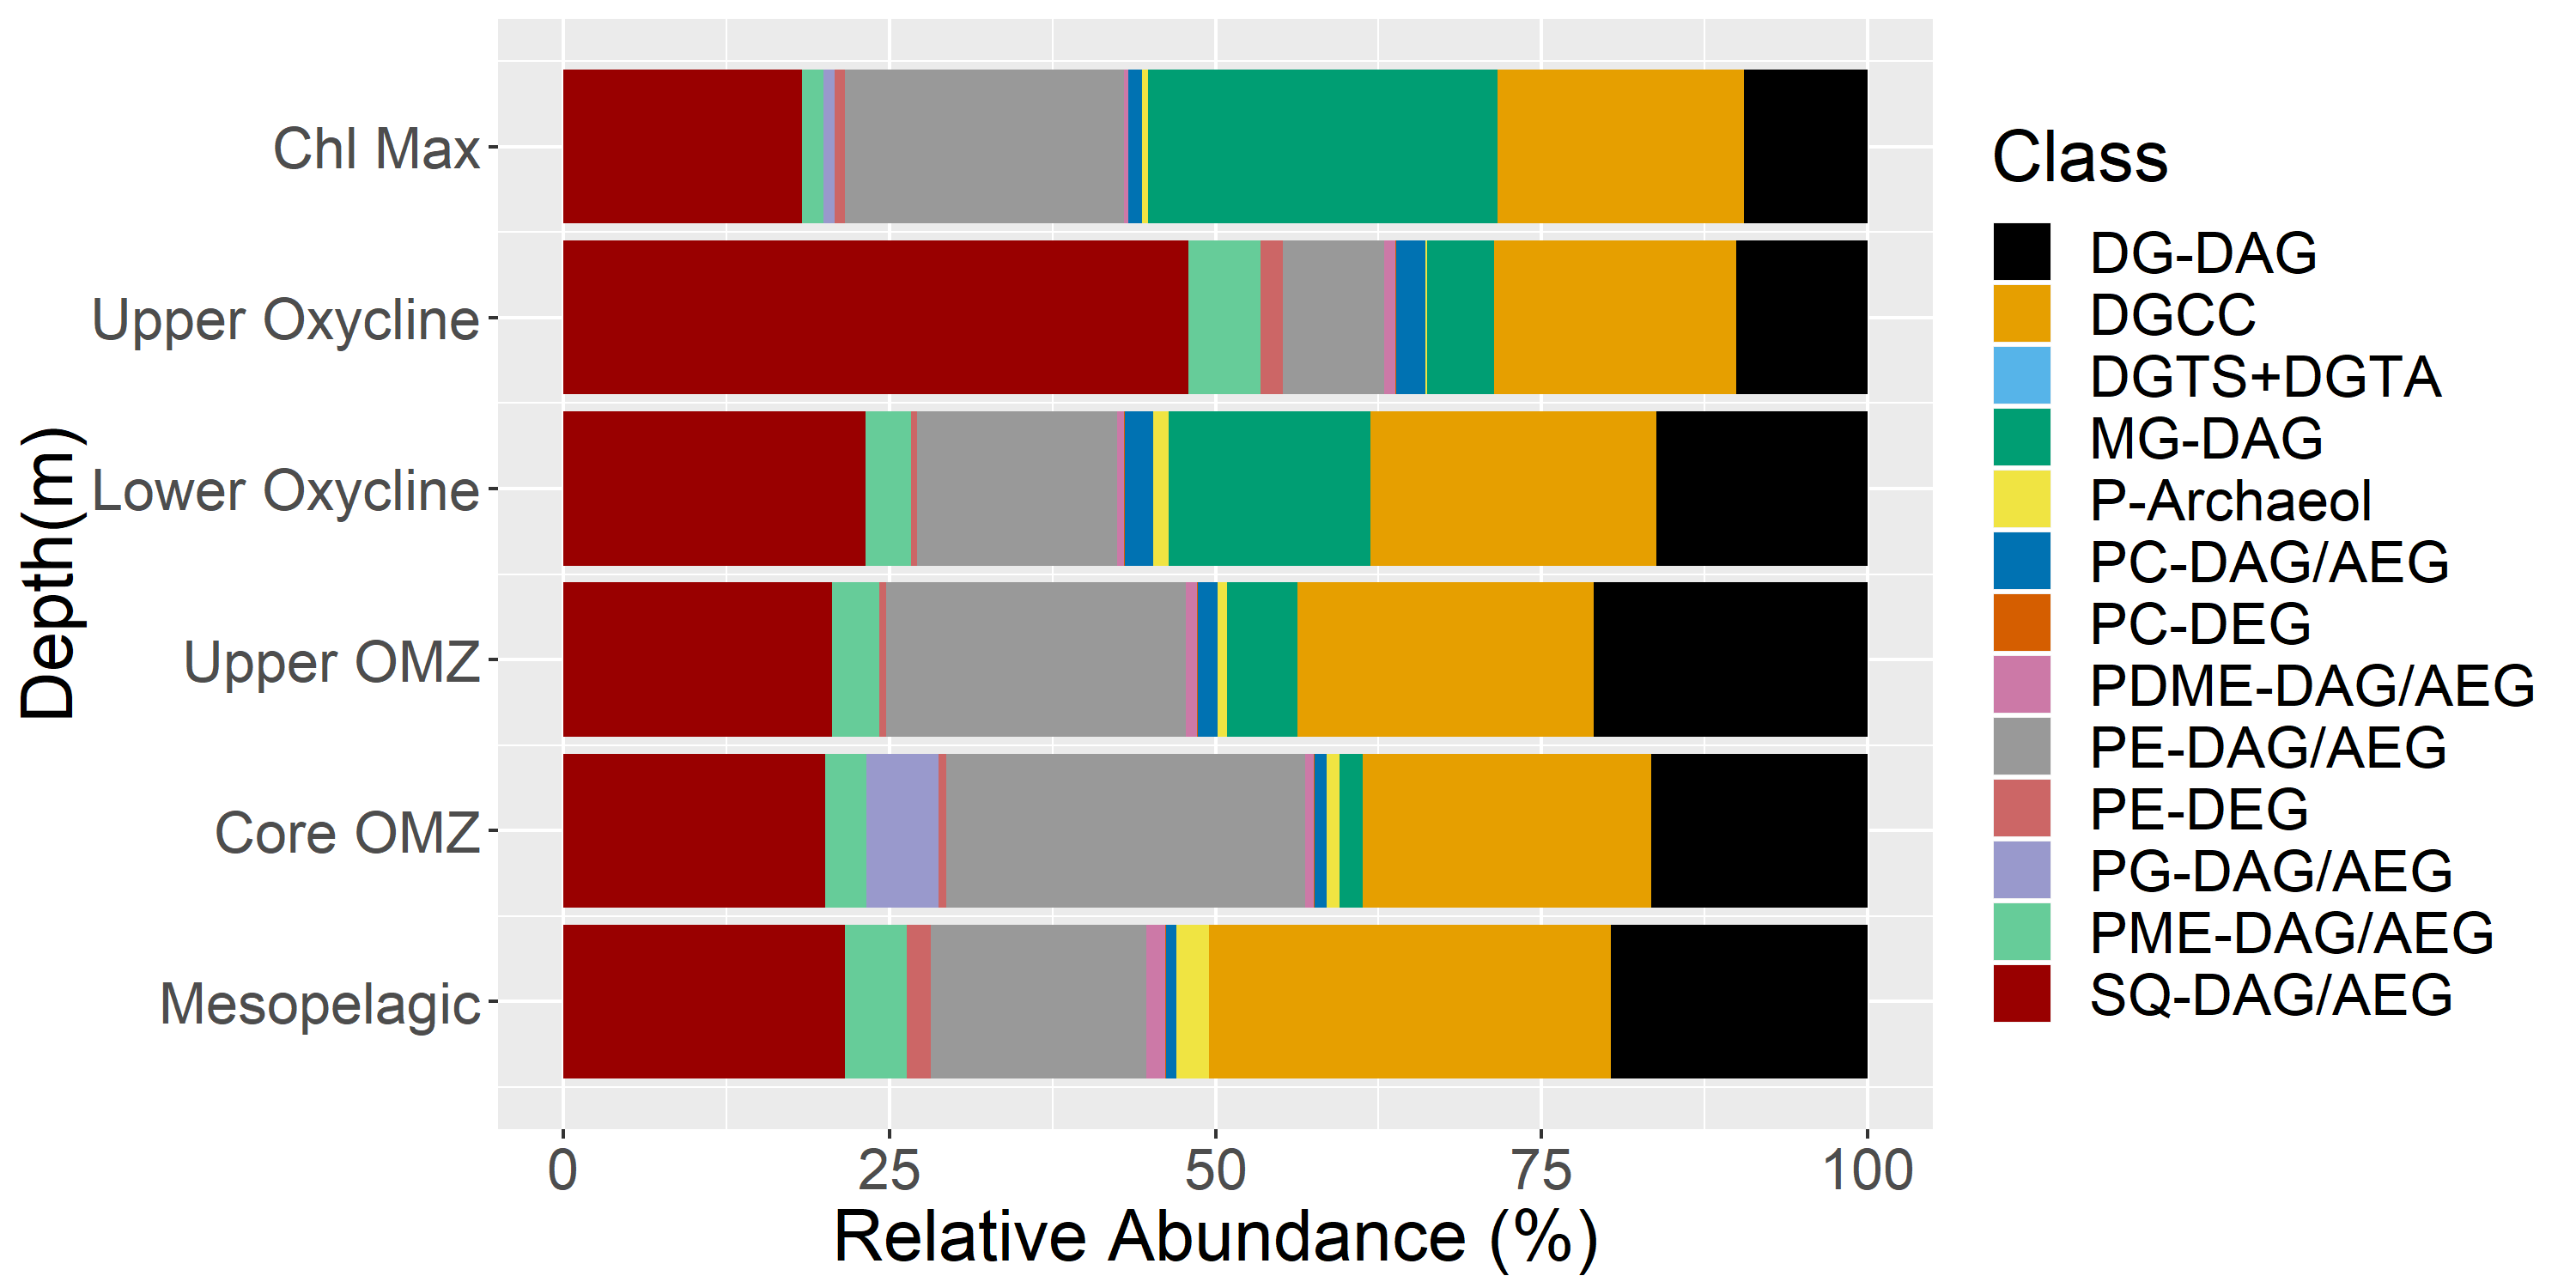 Chl Max
Upper Oxycline
Lower Oxycline
Upper OMZ
Core OMZ
Mesopelagic
Depth(m)
0 25 50 75 100
Relative Abundance (%)
Class
DG-DAG
DGCC
DGTS+DGTA
MG-DAG
P-Archaeol
PC-DAG/AEG
PC-DEG
PDME-DAG/AEG
PE-DAG/AEG
PE-DEG
PG-DAG/AEG
PME-DAG/AEG
SQ-DAG/AEG